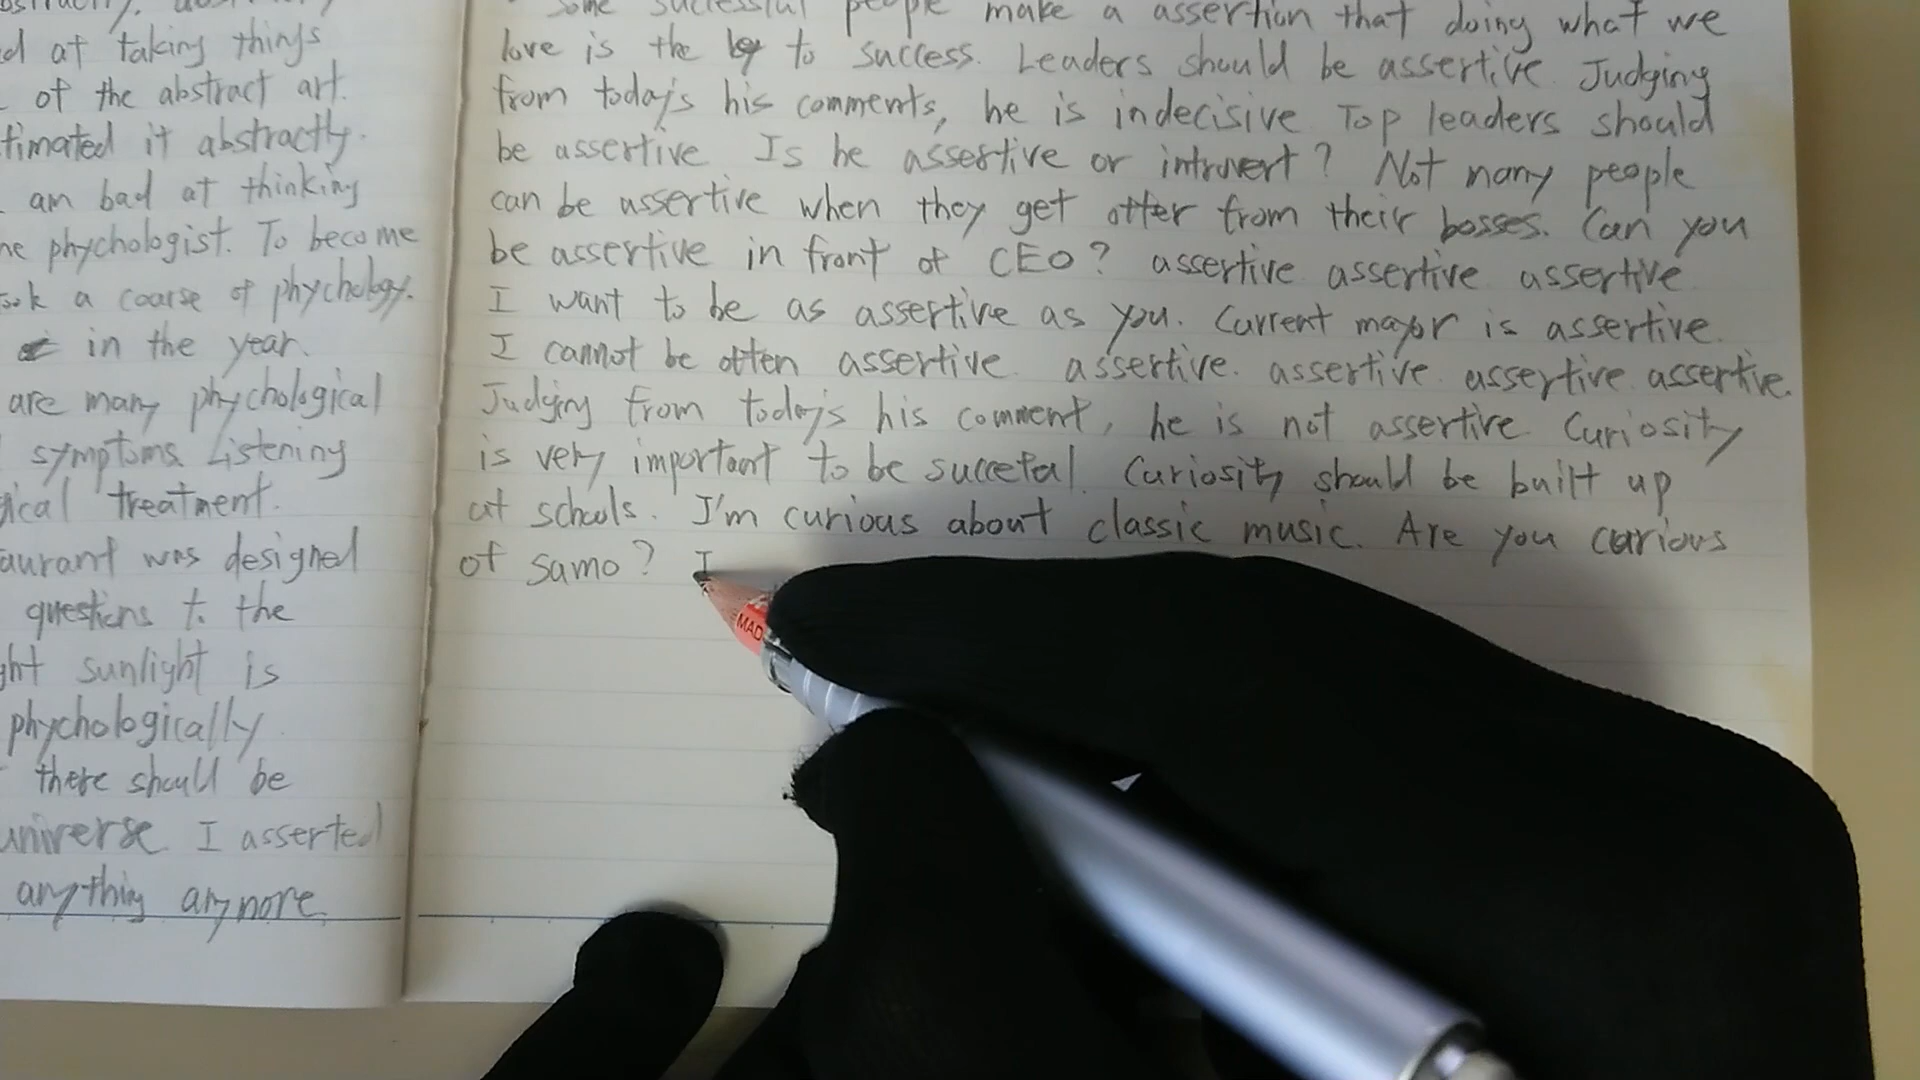 d at taking things
of the abstract art.
timated it abstractly.
am bad at thinking
ne phychologist. To become
ook a coarse of phychology.
in the year.
are many phychological
symptoms. Listening
gical treatment.
aurant was designed
questions to the
ght sunlight is
phychologically
there should be
universe. I asserted
anything anymore.
some successful people make a assertion that doing what we
love is the to success. Leaders should be assertive. Judging
from today's his comments, he is indecisive. Top leaders should
be assertive. Is he assertive or introvert? Not many people
can be assertive when they get otter from their bosses. Can you
be assertive in front of CEO? assertive assertive assertive
I want to be as assertive as you. Current mayor is assertive.
I cannot be often assertive. assertive. assertive. assertive. assertive.
Judging from today's his comment, he is not assertive. Curiosity
is very important to be succeful. Curiosity should be built up
at schools. I'm curious about classic music. Are you curious
of Samo? I
MAD